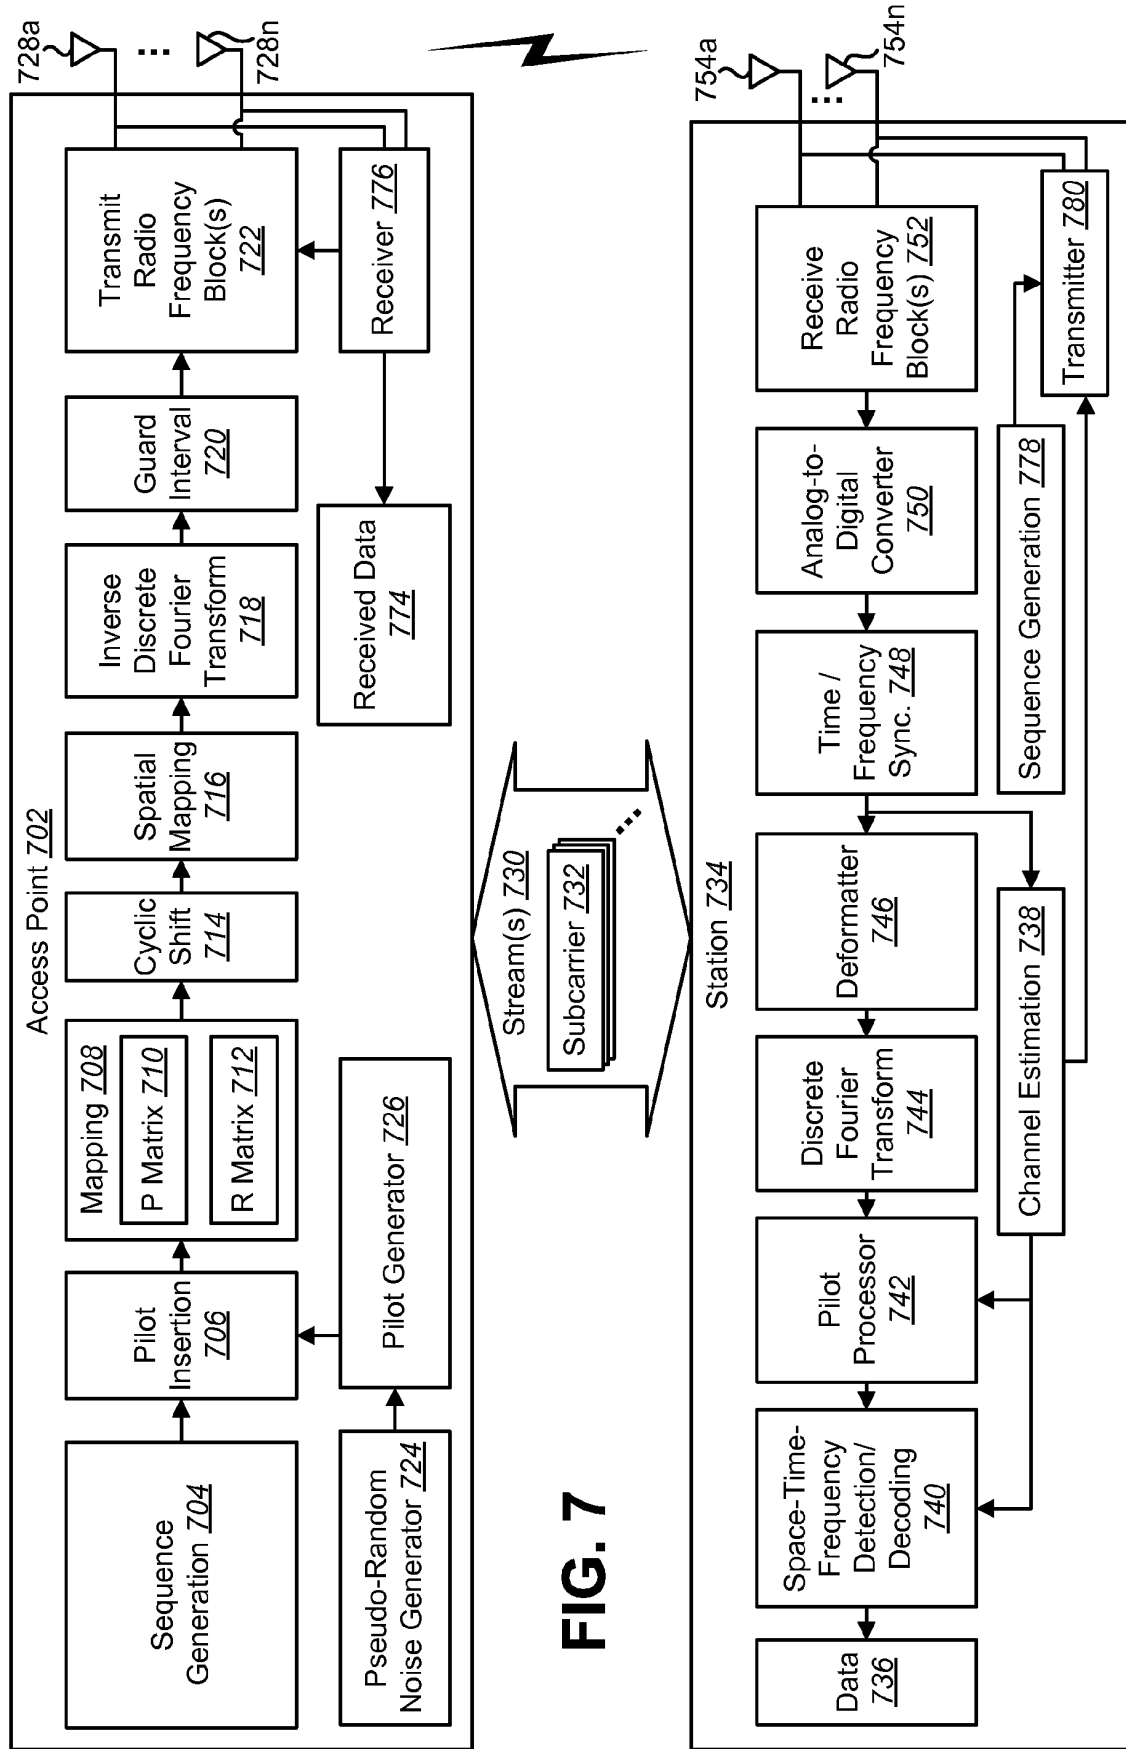 Access Point 702
Sequence
Generation 704
Pilot
Insertion
706
Mapping 708
P Matrix 710
R Matrix 712
Cyclic
Shift
714
Spatial
Mapping
716
Inverse
Discrete
Fourier
Transform
718
Guard
Interval
720
Transmit
Radio
Frequency
Block(s)
722
728a
...
728n
Pseudo-Random
Noise Generator 724
Pilot Generator 726
Received Data
774
Receiver 776
Stream(s) 730
Subcarrier 732
...
FIG. 7
Station 734
Data
736
Space-Time-
Frequency
Detection/
Decoding
740
Pilot
Processor
742
Discrete
Fourier
Transform
744
Deformatter
746
Time /
Frequency
Sync. 748
Analog-to-
Digital
Converter
750
Receive
Radio
Frequency
Block(s) 752
754a
...
754n
Channel Estimation 738
Sequence Generation 778
Transmitter 780